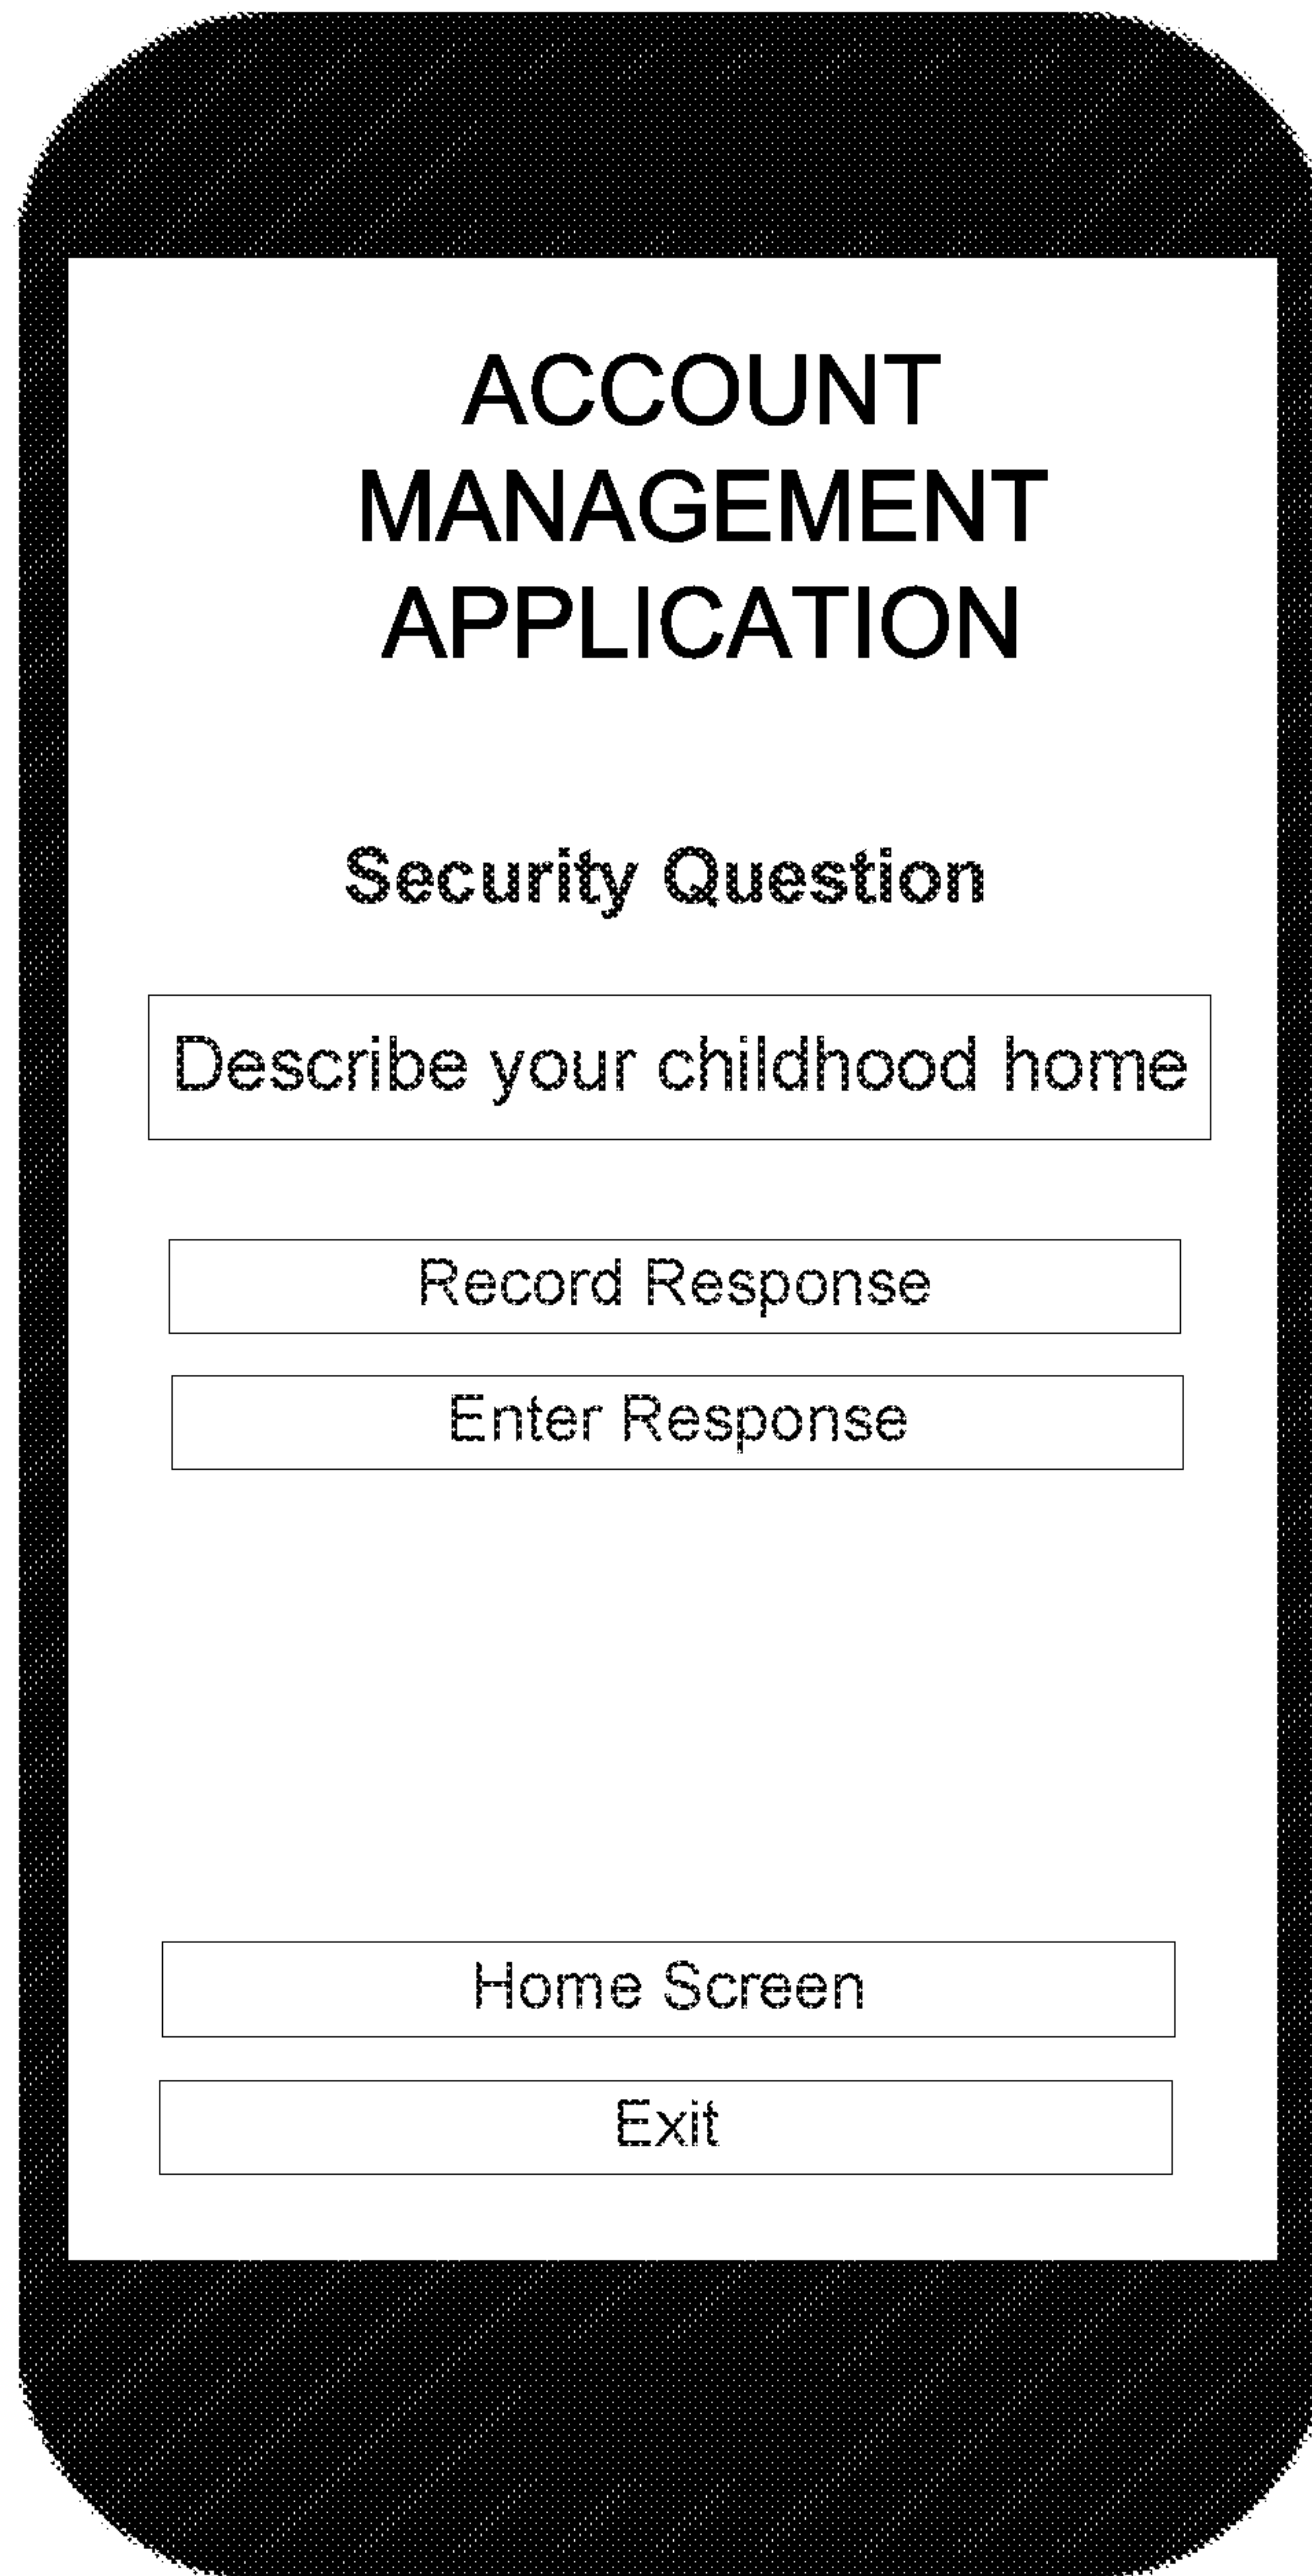 ACCOUNT
MANAGEMENT
APPLICATION
Security Question
Describe your childhood home
Record Response
Enter Response
Home Screen
Exit